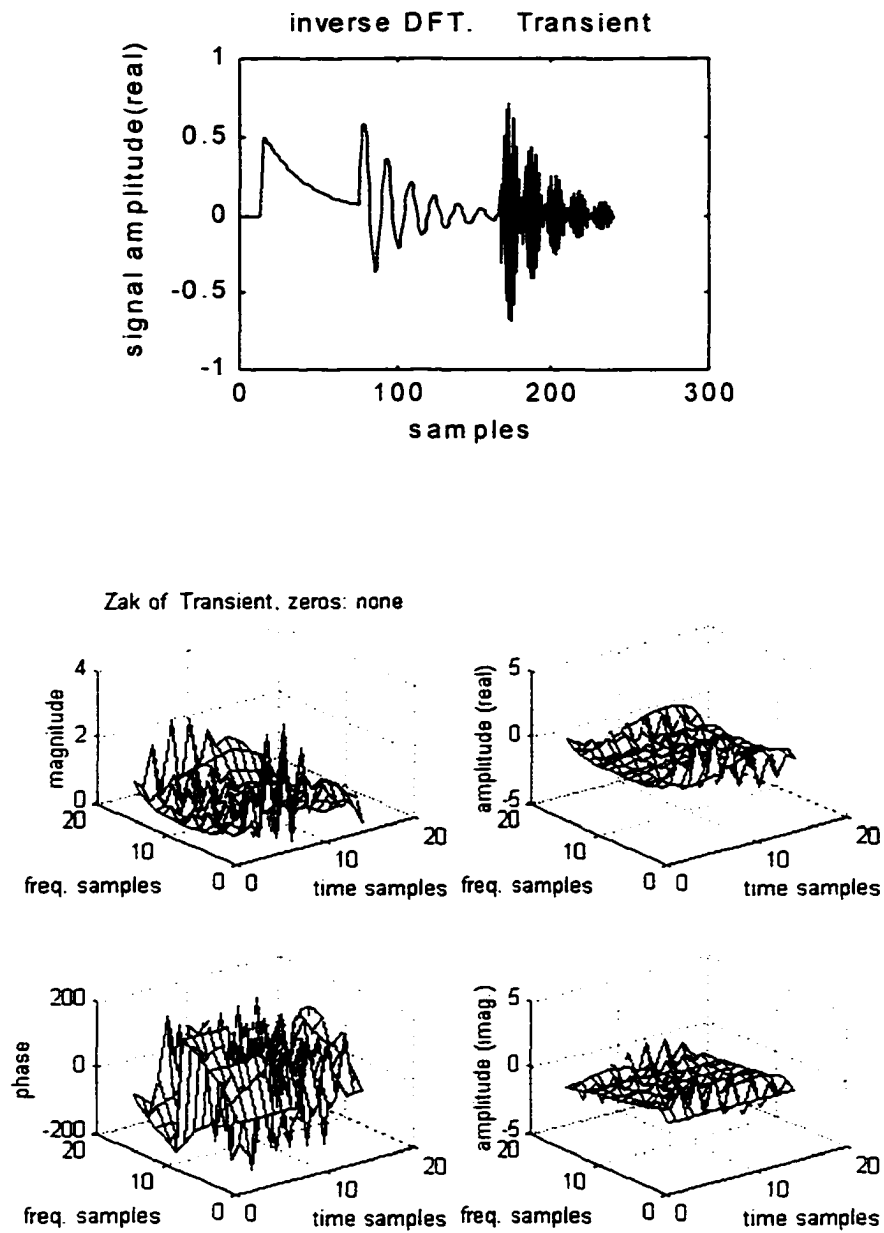 inverse DFT. Transient
signal amplitude(real)
1
0.5
0
-0.5
-1
0 100 200 300
samples
Zak of Transient, zeros: none
magnitude
4
2
0
20
10
0
freq. samples
0
10
20
time samples
amplitude (real)
5
0
-5
20
10
0
freq. samples
0
10
20
time samples
phase
200
0
-200
20
10
0
freq. samples
0
10
20
time samples
amplitude (imag.)
5
0
-5
20
10
0
freq. samples
0
10
20
time samples